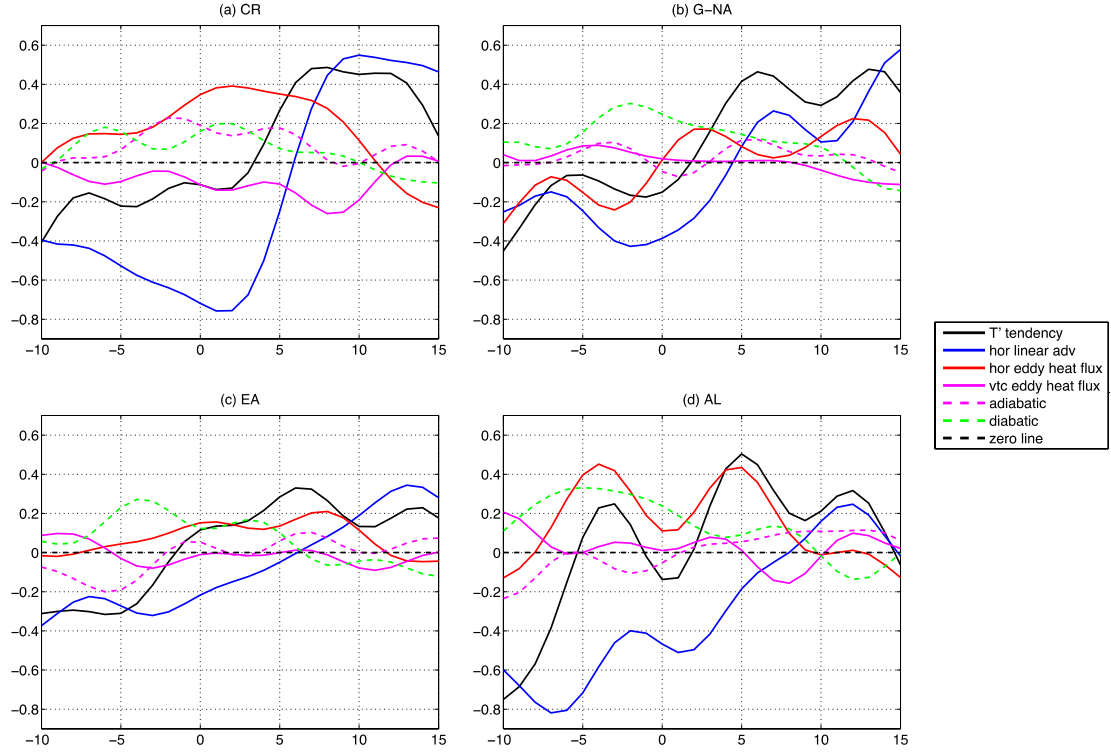 (a) CR
0.6
0.4
0.2
0
−0.2
−0.4
−0.6
−0.8
−10 −5 0 5 10 15
(b) G−NA
0.6
0.4
0.2
0
−0.2
−0.4
−0.6
−0.8
−10 −5 0 5 10 15
T' tendency
hor linear adv
hor eddy heat flux
vtc eddy heat flux
adiabatic
diabatic
zero line
(c) EA
0.6
0.4
0.2
0
−0.2
−0.4
−0.6
−0.8
−10 −5 0 5 10 15
(d) AL
0.6
0.4
0.2
0
−0.2
−0.4
−0.6
−0.8
−10 −5 0 5 10 15